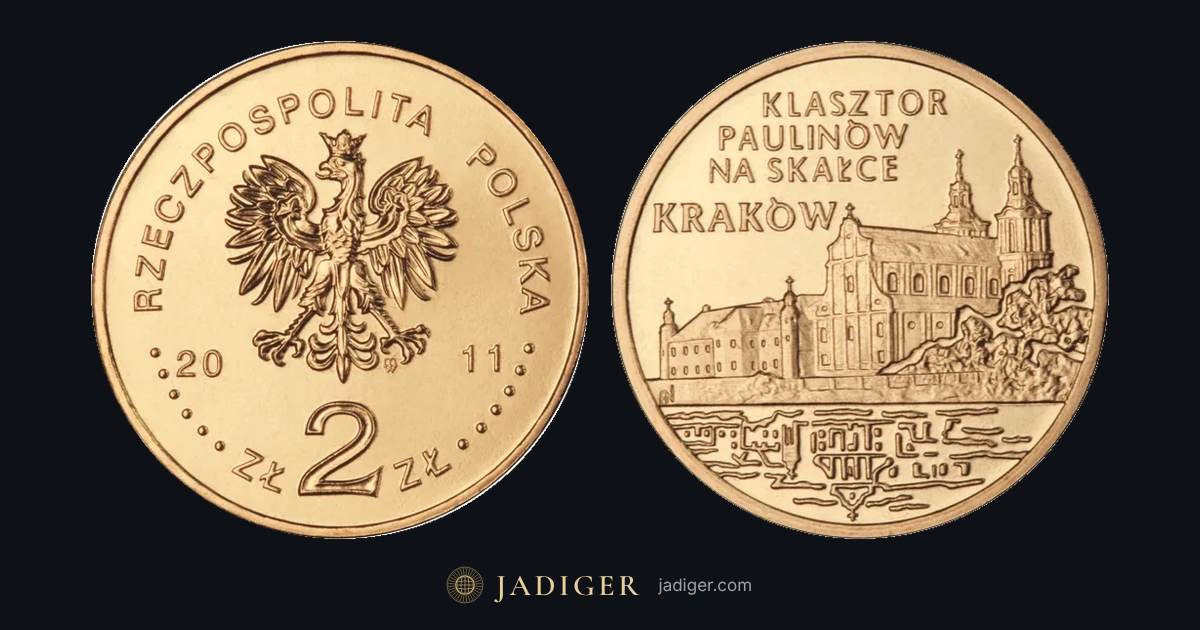 RZECZPOSPOLITA POLSKA
20 11
ZŁ 2 ZŁ
KLASZTOR
PAULINÓW
NA SKAŁCE
KRAKÓW
JADIGER jadiger.com